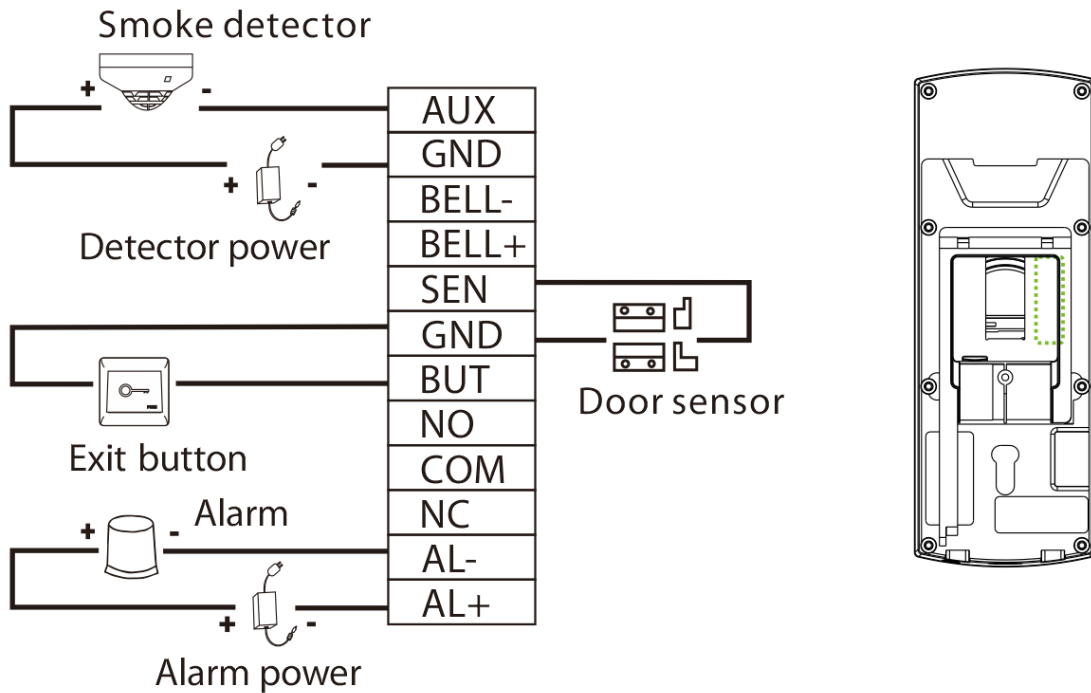 Smoke detector
+ -
AUX
GND
+ -
Detector power
BELL-
BELL+
SEN
GND
BUT
Door sensor
NO
Exit button
COM
NC
Alarm
+ -
AL-
AL+
+ -
Alarm power